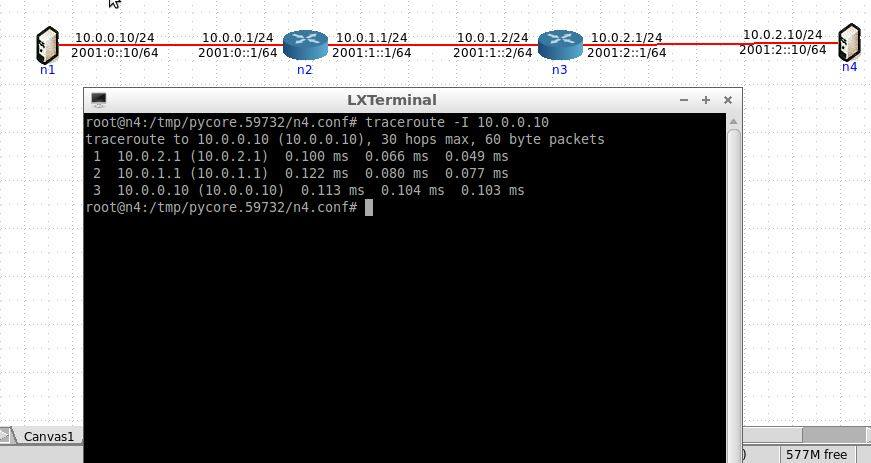 10.0.0.10/24 10.0.0.1/24 10.0.1.1/24 10.0.1.2/24 10.0.2.1/24 10.0.2.10/24
2001:0::10/64 2001:0::1/64 2001:1::1/64 2001:1::2/64 2001:2::1/64 2001:2::10/64
n1 n2 n3 n4
LXTerminal
root@n4:/tmp/pycore.59732/n4.conf# traceroute -I 10.0.0.10
traceroute to 10.0.0.10 (10.0.0.10), 30 hops max, 60 byte packets
1 10.0.2.1 (10.0.2.1) 0.100 ms 0.066 ms 0.049 ms
2 10.0.1.1 (10.0.1.1) 0.122 ms 0.080 ms 0.077 ms
3 10.0.0.10 (10.0.0.10) 0.113 ms 0.104 ms 0.103 ms
root@n4:/tmp/pycore.59732/n4.conf#
Canvas1
) 577M free